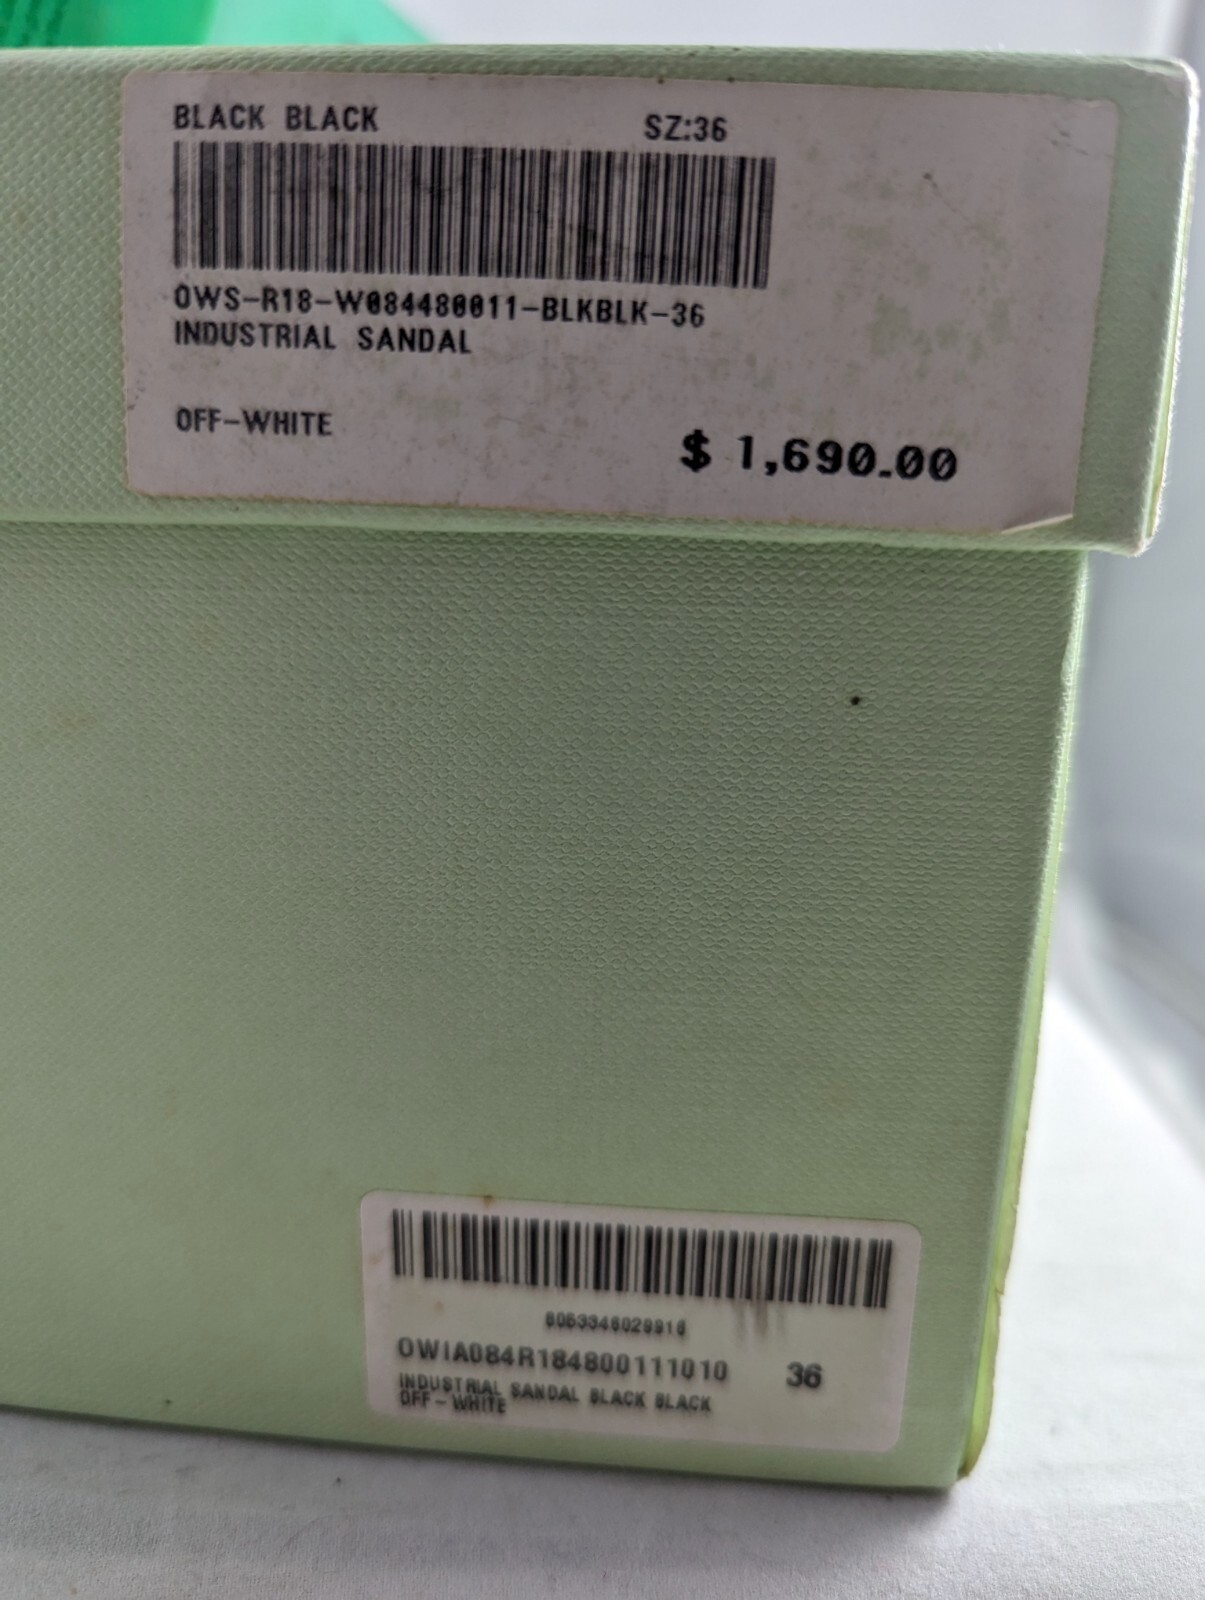 BLACK BLACK SZ:36
OWS-R18-W084480011-BLKBLK-36
INDUSTRIAL SANDAL
OFF-WHITE
$ 1,690.00
8053346029916
OWIA084R184800111010 36
INDUSTRIAL SANDAL BLACK BLACK
OFF-WHITE